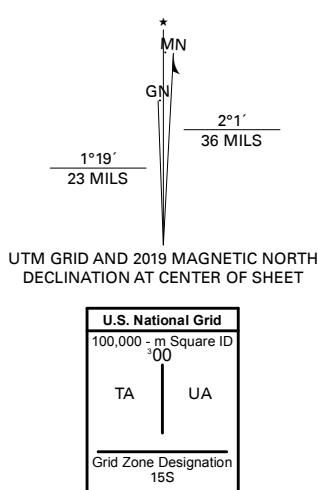 ★
MN
GN
2°1´
36 MILS
1°19´
23 MILS
UTM GRID AND 2019 MAGNETIC NORTH
DECLINATION AT CENTER OF SHEET
U.S. National Grid
100,000 - m Square ID
³00
TA UA
Grid Zone Designation
15S